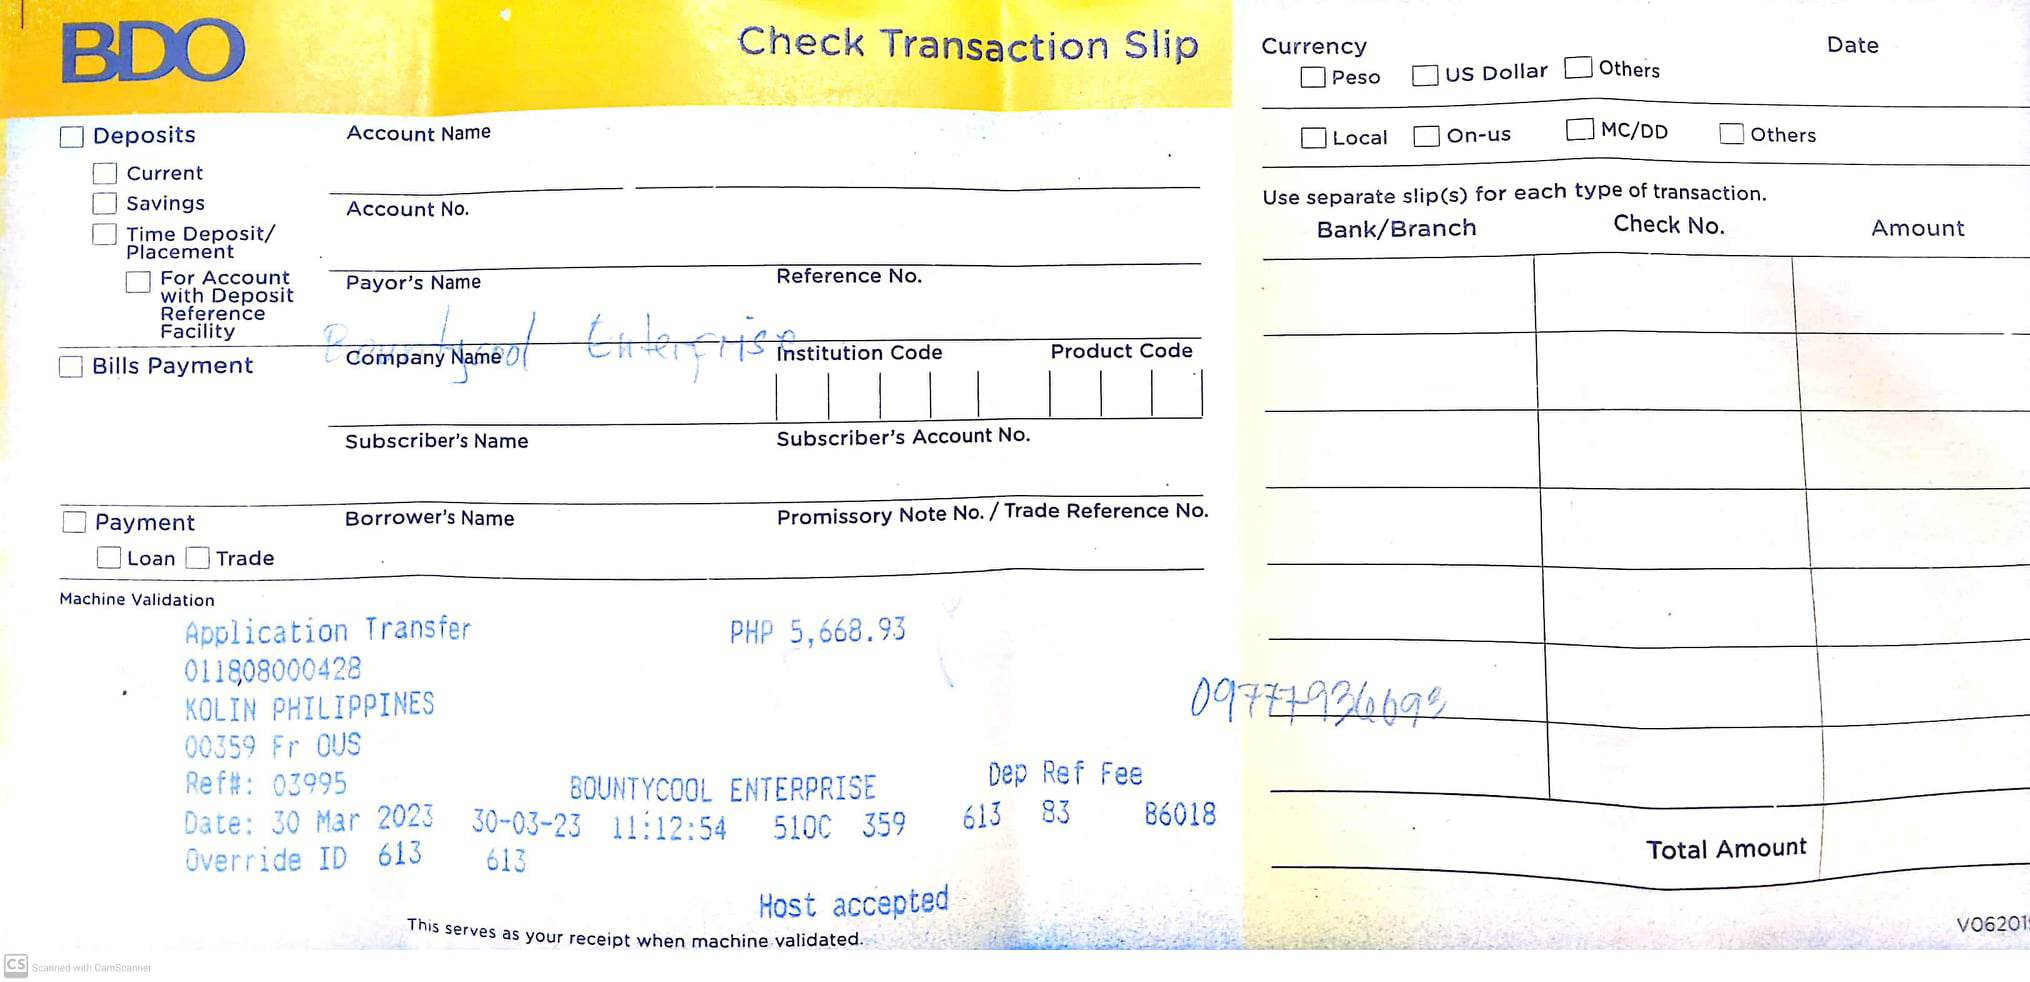 BDO
Check Transaction Slip
Deposits
Current
Savings
Time Deposit/
Placement
For Account
with Deposit
Reference
Facility
Account Name
Account No.
Payor's Name
Reference No.
Bountycool Enterprise
Bills Payment
Company Name
Institution Code
Product Code
Subscriber's Name
Subscriber's Account No.
Payment
Loan
Trade
Borrower's Name
Promissory Note No. / Trade Reference No.
Machine Validation
Application Transfer PHP 5,668.93
011808000428
KOLIN PHILIPPINES
00359 Fr OUS
Ref#: 03995 BOUNTYCOOL ENTERPRISE Dep Ref Fee
Date: 30 Mar 2023 30-03-23 11:12:54 510C 359 613 83 86018
Override ID 613 613
Host accepted
This serves as your receipt when machine validated.
Currency
Peso
US Dollar
Others
Date
Local
On-us
MC/DD
Others
Use separate slip(s) for each type of transaction.
Bank/Branch
Check No.
Amount
09777936693
Total Amount
V06201
CS Scanned with CamScanner